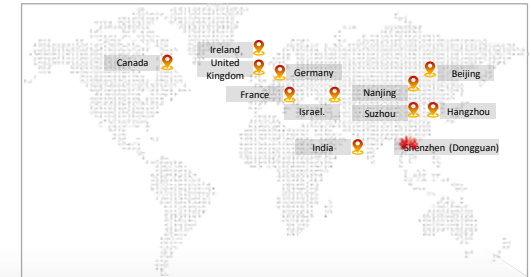 Ireland
Canada
United
Kingdom
Germany
Beijing
France
Nanjing
Israel.
Suzhou
Hangzhou
India
Shenzhen (Dongguan)